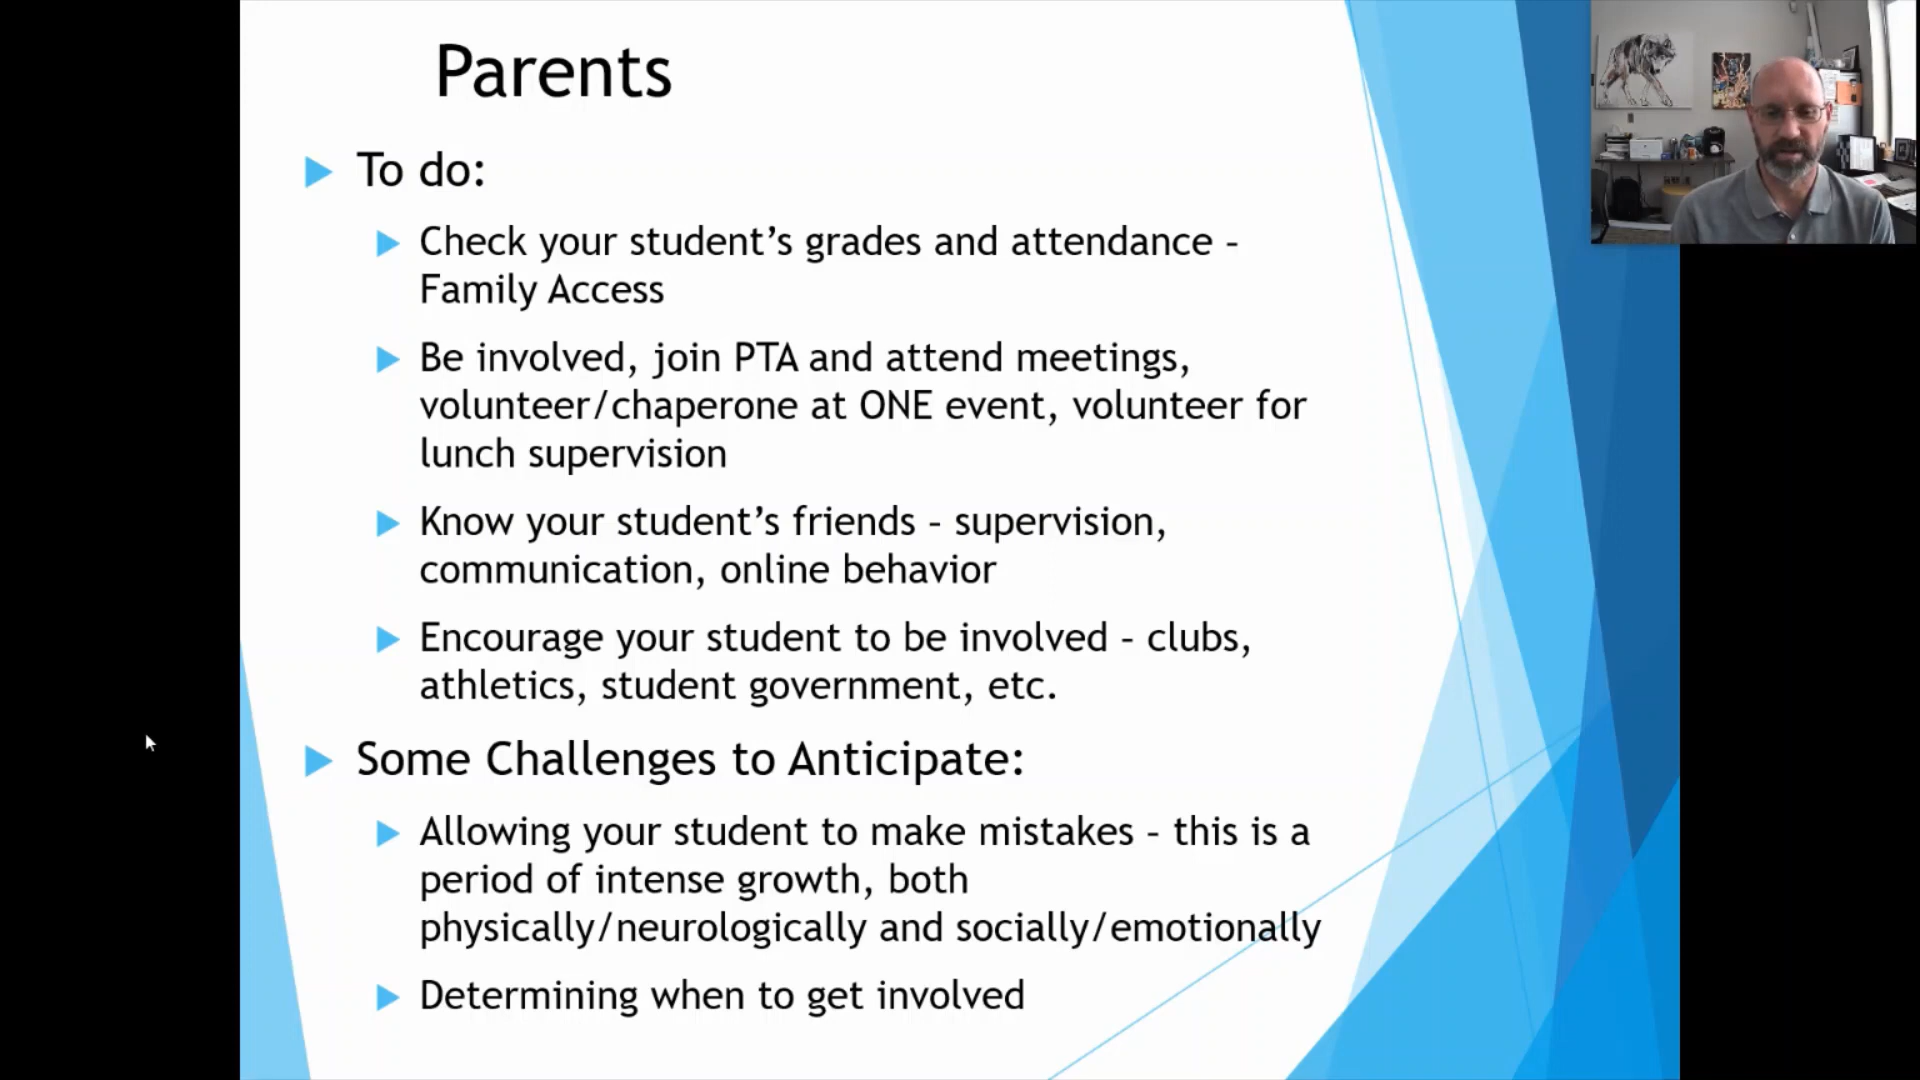 Parents
To do:
Check your student’s grades and attendance –
Family Access
Be involved, join PTA and attend meetings,
volunteer/chaperone at ONE event, volunteer for
lunch supervision
Know your student’s friends – supervision,
communication, online behavior
Encourage your student to be involved – clubs,
athletics, student government, etc.
Some Challenges to Anticipate:
Allowing your student to make mistakes – this is a
period of intense growth, both
physically/neurologically and socially/emotionally
Determining when to get involved